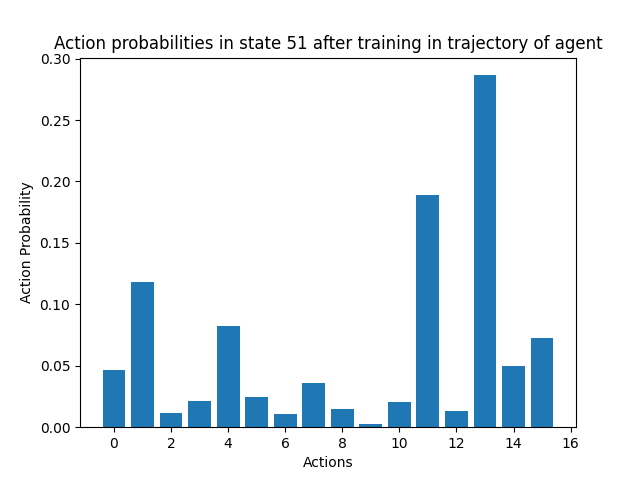 Action probabilities in state 51 after training in trajectory of agent
0.30
0.25
0.20
0.15
0.10
0.05
0.00
Action Probability
0 2 4 6 8 10 12 14 16
Actions